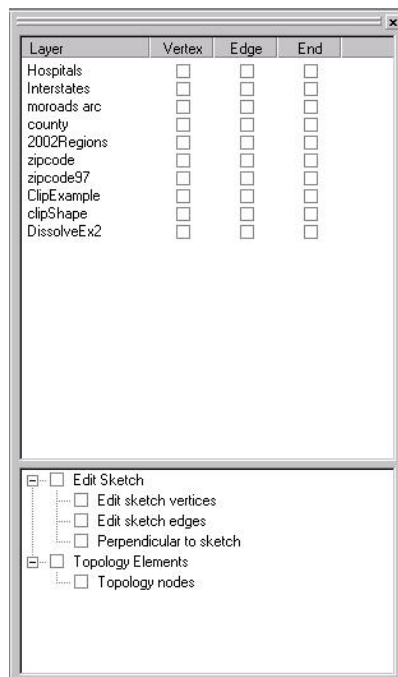 Layer Vertex Edge End
Hospitals
Interstates
moroads arc
county
2002Regions
zipcode
zipcode97
ClipExample
clipShape
DissolveEx2
Edit Sketch
Edit sketch vertices
Edit sketch edges
Perpendicular to sketch
Topology Elements
Topology nodes